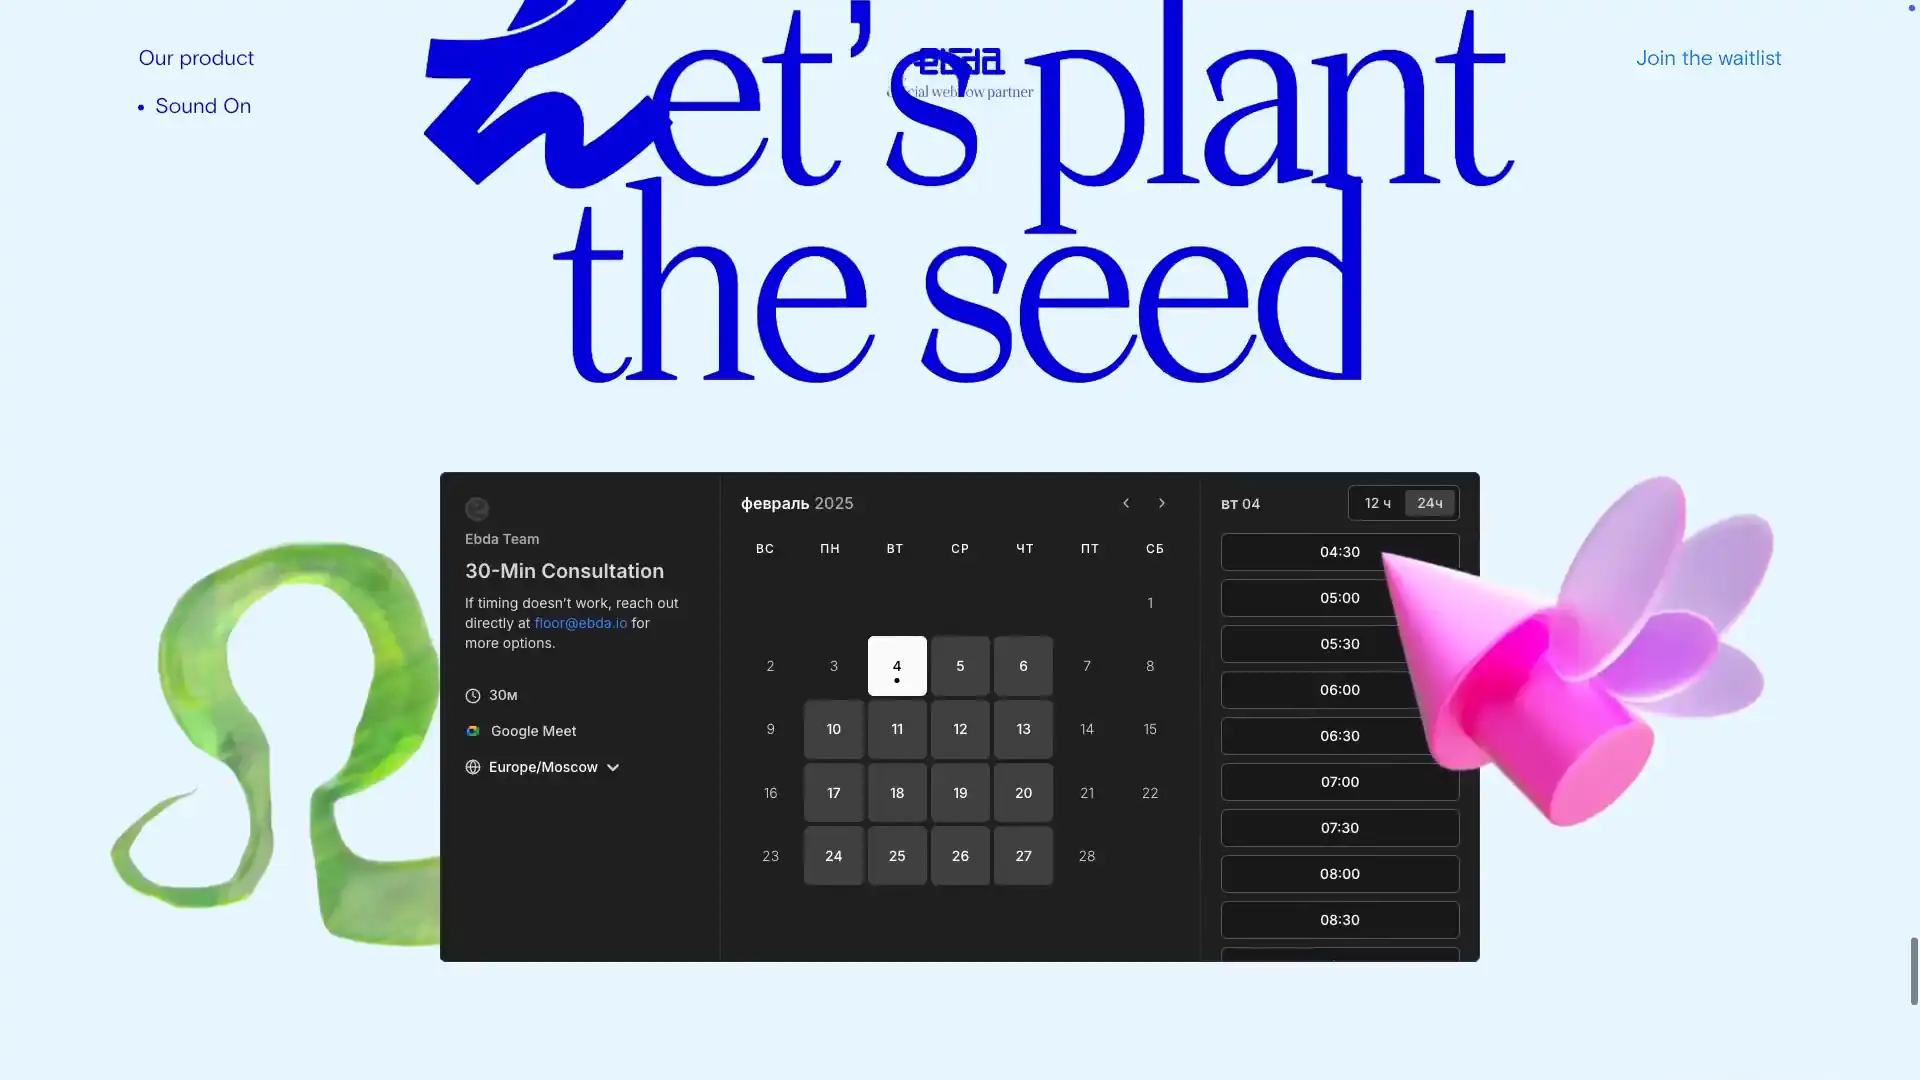 Our product
• Sound On
ebda
Join the waitlist
Let's plant
the seed
Ebda Team
30-Min Consultation
If timing doesn't work, reach out
directly at floor@ebda.io for
more options.
30м
Google Meet
Europe/Moscow
февраль 2025
ВС ПН ВТ СР ЧТ ПТ СБ
1
2 3 4 5 6 7 8
9 10 11 12 13 14 15
16 17 18 19 20 21 22
23 24 25 26 27 28
вт 04
12 ч 24ч
04:30
05:00
05:30
06:00
06:30
07:00
07:30
08:00
08:30